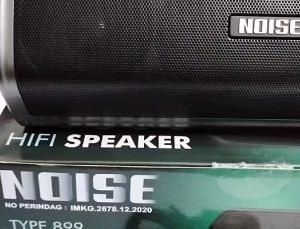 NOISE
HIFI SPEAKER
NOISE
NO PERINDAG : IMKG.2678.12.2020
TYPE 899